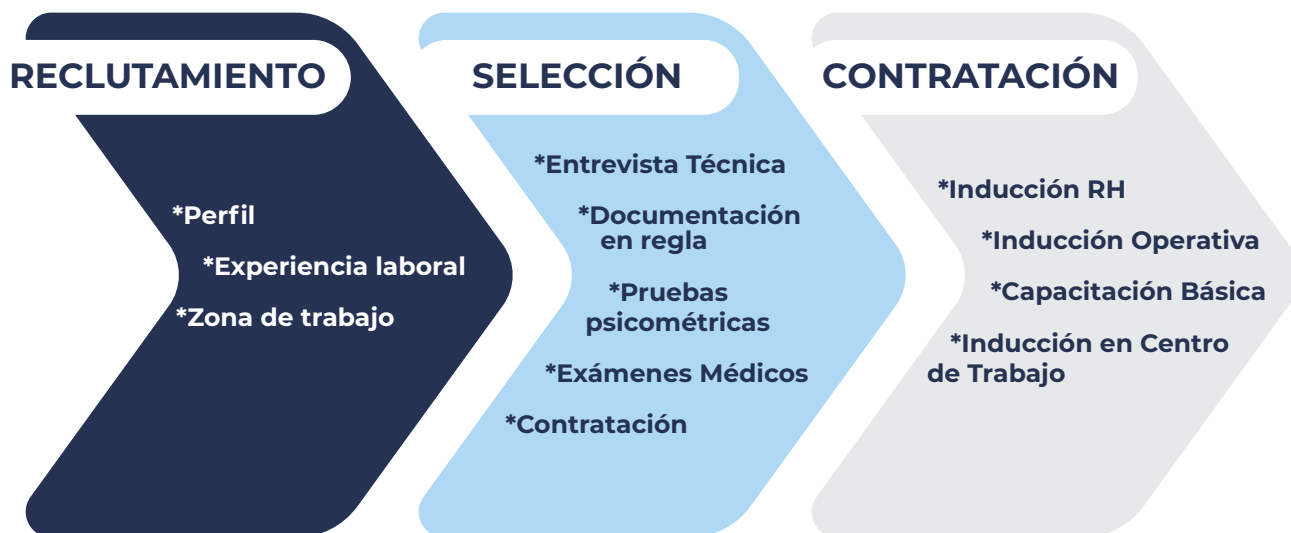 RECLUTAMIENTO
*Perfil
*Experiencia laboral
*Zona de trabajo
SELECCIÓN
*Entrevista Técnica
*Documentación
en regla
*Pruebas
psicométricas
*Exámenes Médicos
*Contratación
CONTRATACIÓN
*Inducción RH
*Inducción Operativa
*Capacitación Básica
*Inducción en Centro
de Trabajo